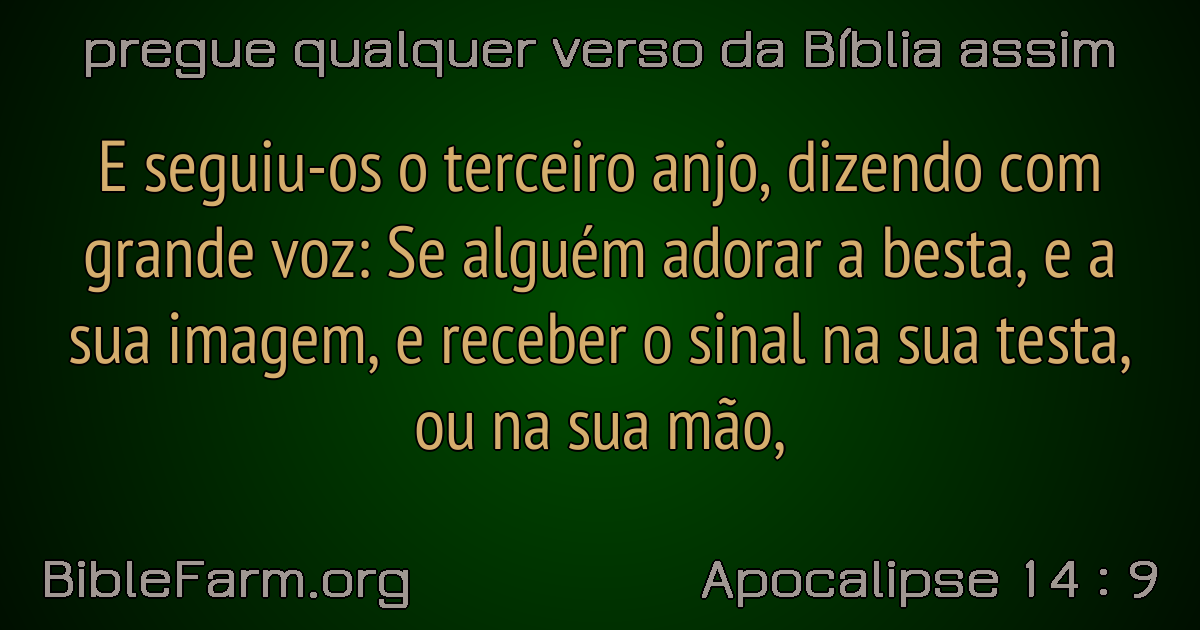 pregue qualquer verso da Bíblia assim
E seguiu-os o terceiro anjo, dizendo com
grande voz: Se alguém adorar a besta, e a
sua imagem, e receber o sinal na sua testa,
ou na sua mão,
BibleFarm.org
Apocalipse 14 : 9